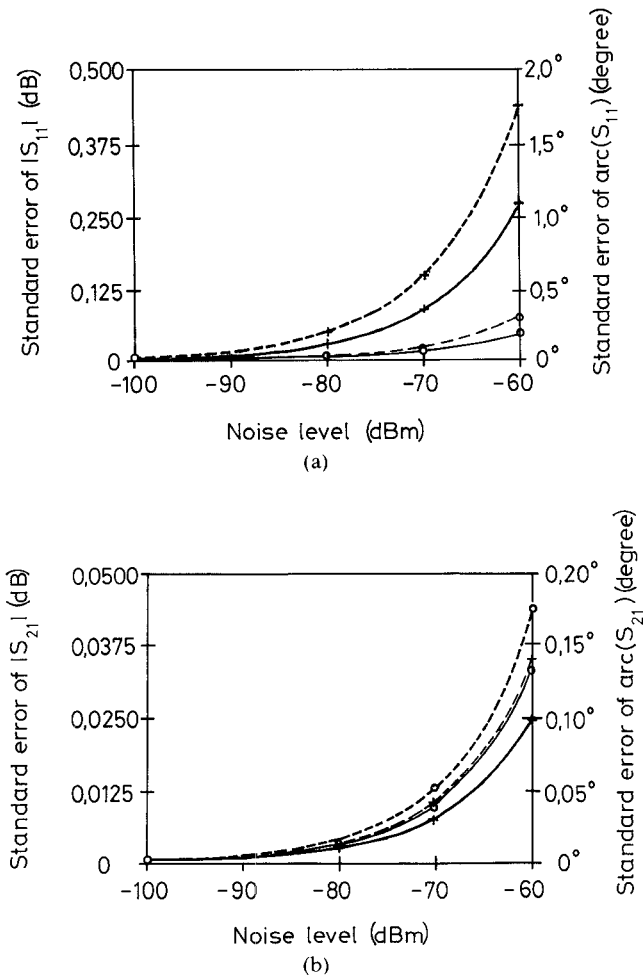 Standard error of |S11| (dB)
0,500
0,375
0,250
0,125
0
2,0°
1,5°
1,0°
0,5°
0°
Standard error of arc(S11) (degree)
-100 -90 -80 -70 -60
Noise level (dBm)
(a)
Standard error of |S21| (dB)
0,0500
0,0375
0,0250
0,0125
0
0,20°
0,15°
0,10°
0,05°
0°
Standard error of arc(S21) (degree)
-100 -90 -80 -70 -60
Noise level (dBm)
(b)